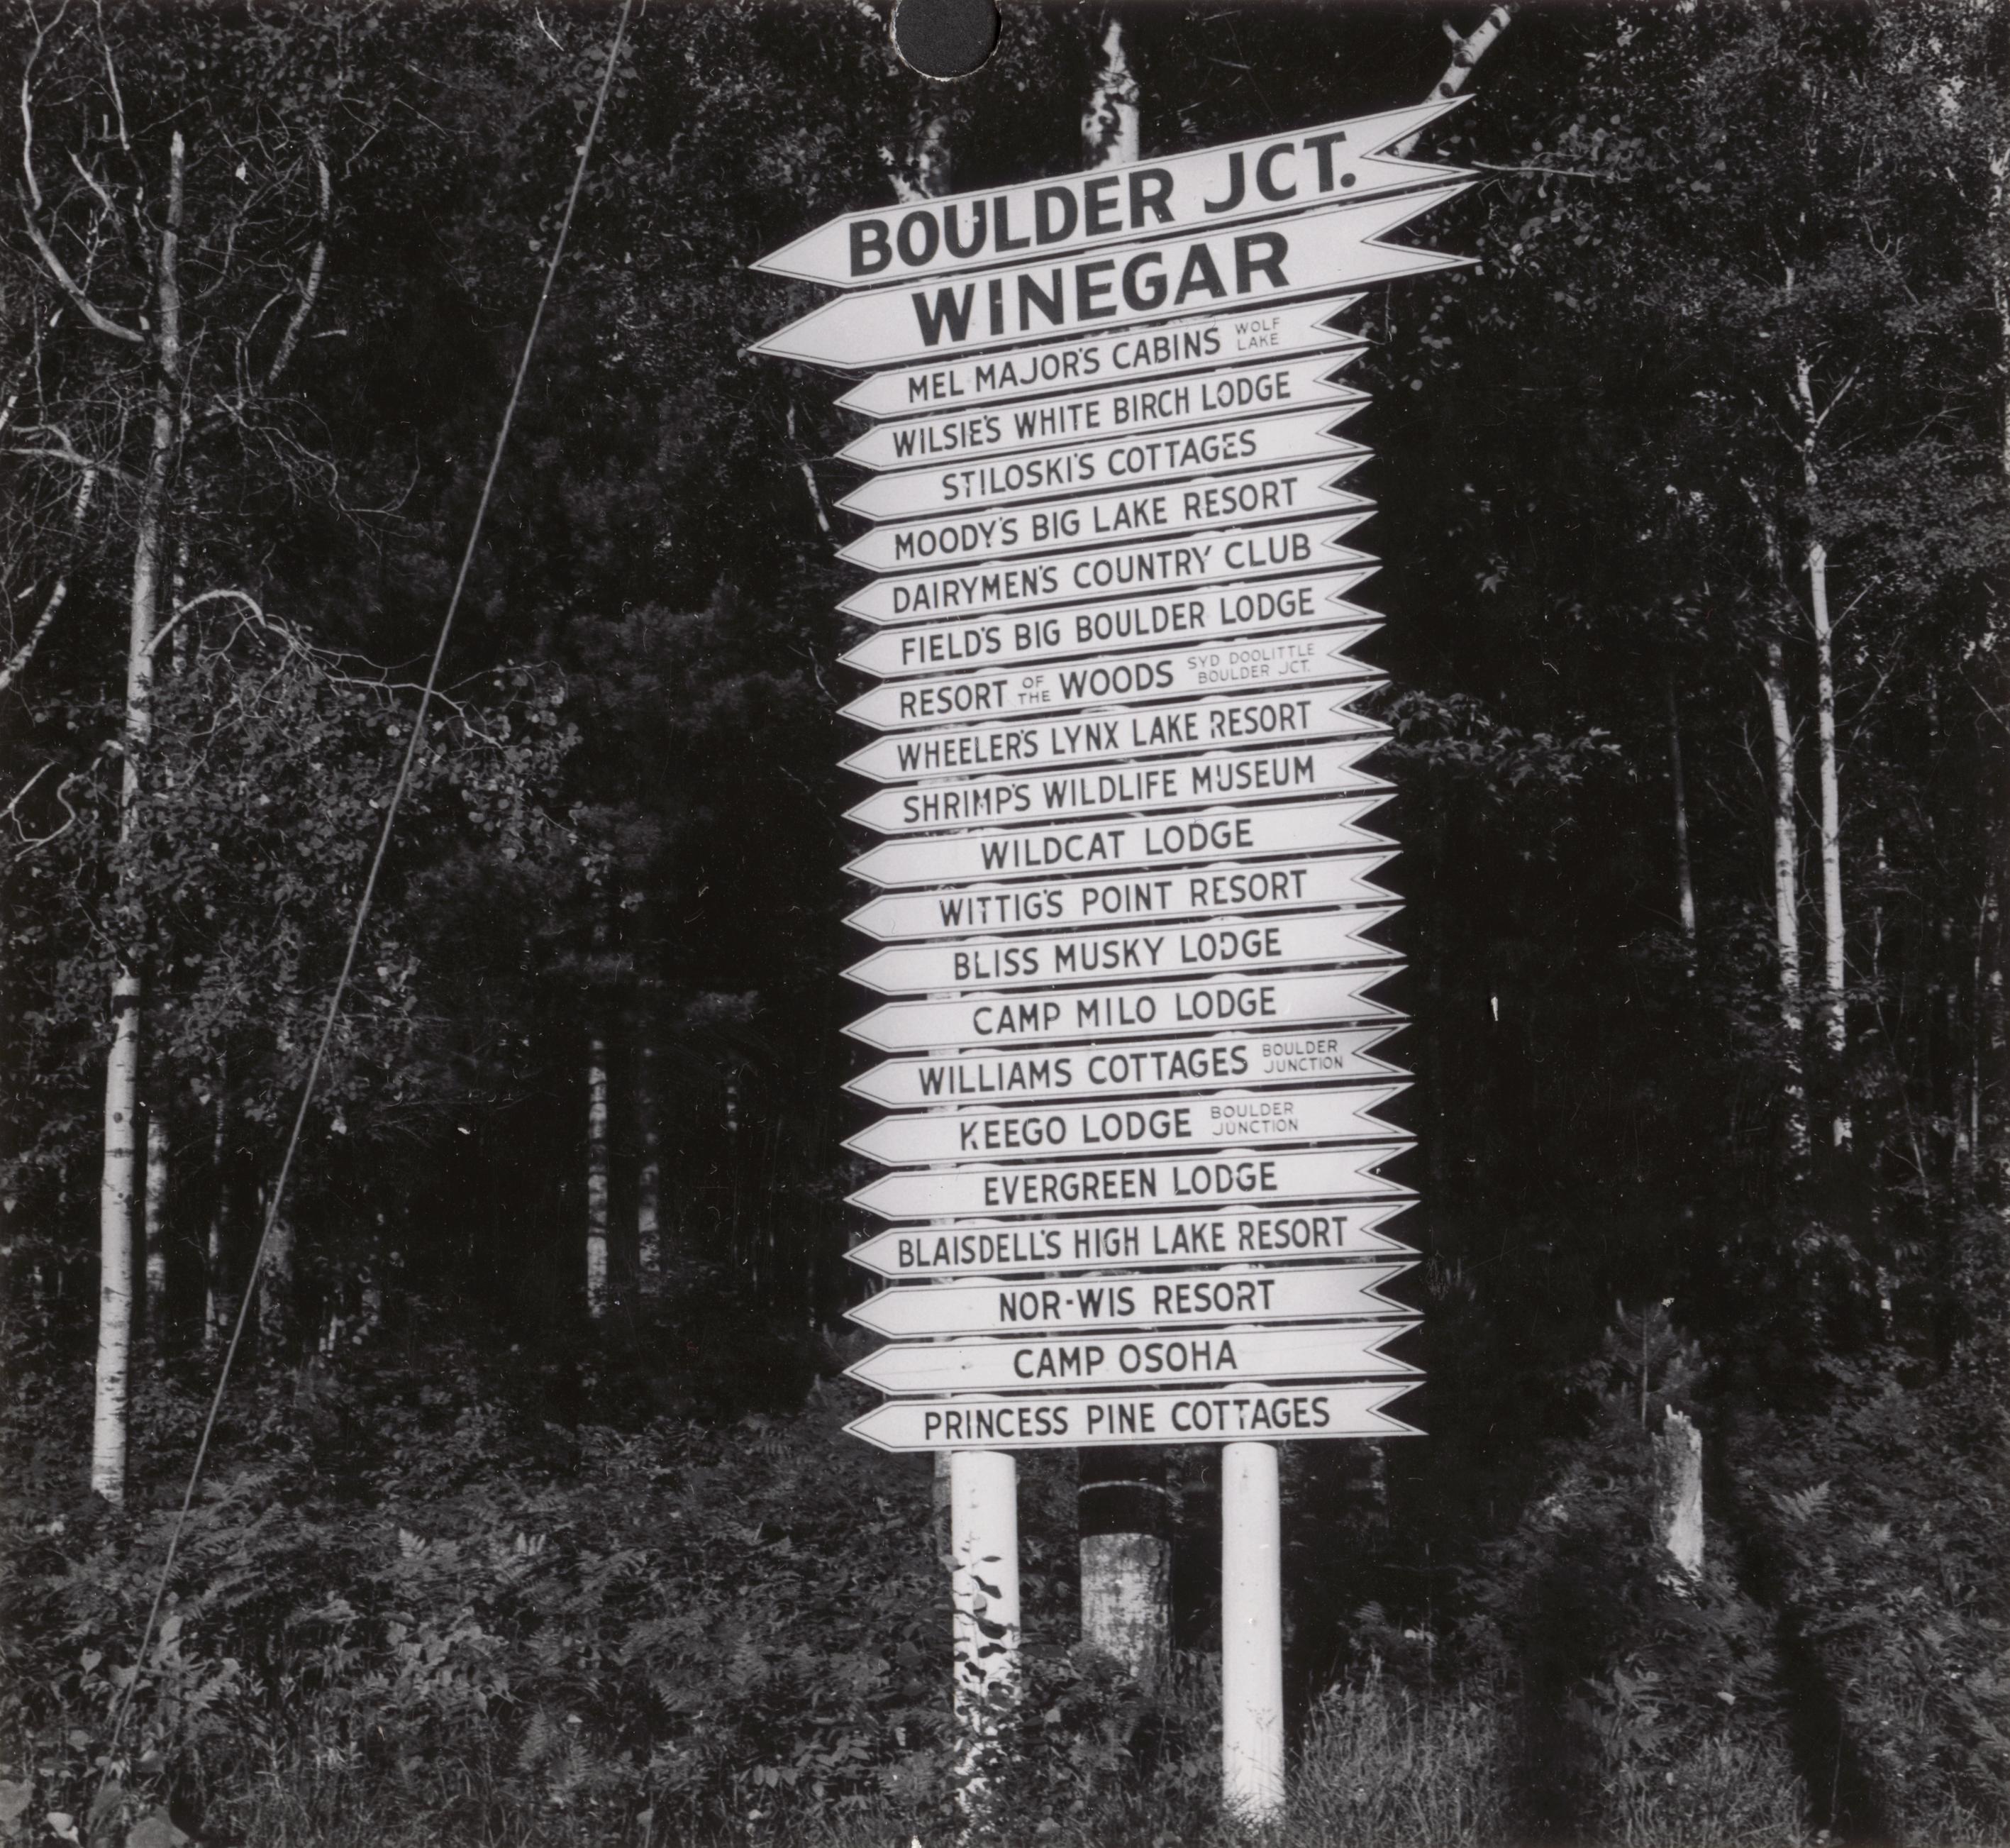 BOULDER JCT.
WINEGAR
MEL MAJOR'S CABINS WOLF LAKE
WILSIE'S WHITE BIRCH LODGE
STILOSKI'S COTTAGES
MOODY'S BIG LAKE RESORT
DAIRYMEN'S COUNTRY CLUB
FIELD'S BIG BOULDER LODGE
RESORT OF THE WOODS SYD DOOLITTLE BOULDER JCT.
WHEELER'S LYNX LAKE RESORT
SHRIMP'S WILDLIFE MUSEUM
WILDCAT LODGE
WITTIG'S POINT RESORT
BLISS MUSKY LODGE
CAMP MILO LODGE
WILLIAMS COTTAGES BOULDER JUNCTION
KEEGO LODGE BOULDER JUNCTION
EVERGREEN LODGE
BLAISDELL'S HIGH LAKE RESORT
NOR-WIS RESORT
CAMP OSOHA
PRINCESS PINE COTTAGES